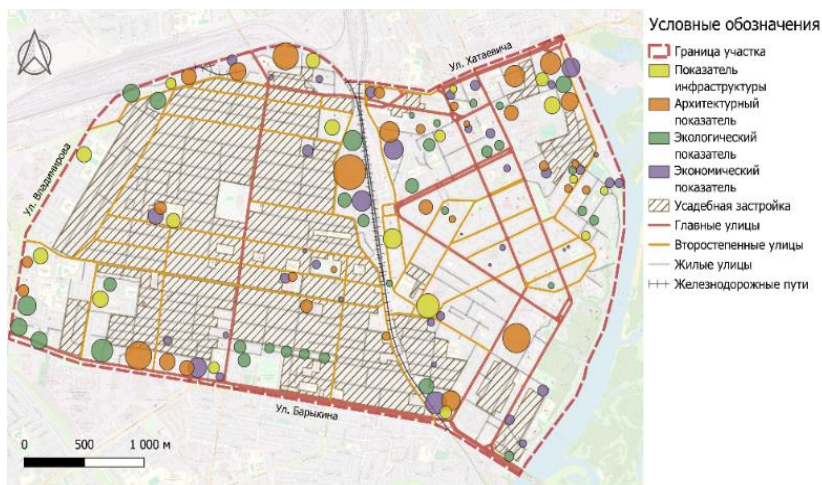 Условные обозначения
Граница участка
Показатель
инфраструктуры
Архитектурный
показатель
Экологический
показатель
Экономический
показатель
Усадебная застройка
Главные улицы
Второстепенные улицы
Жилые улицы
Железнодорожные пути
Ул. Хатаевича
Ул. Владимирова
Ул. Барыкина
0 500 1 000 м